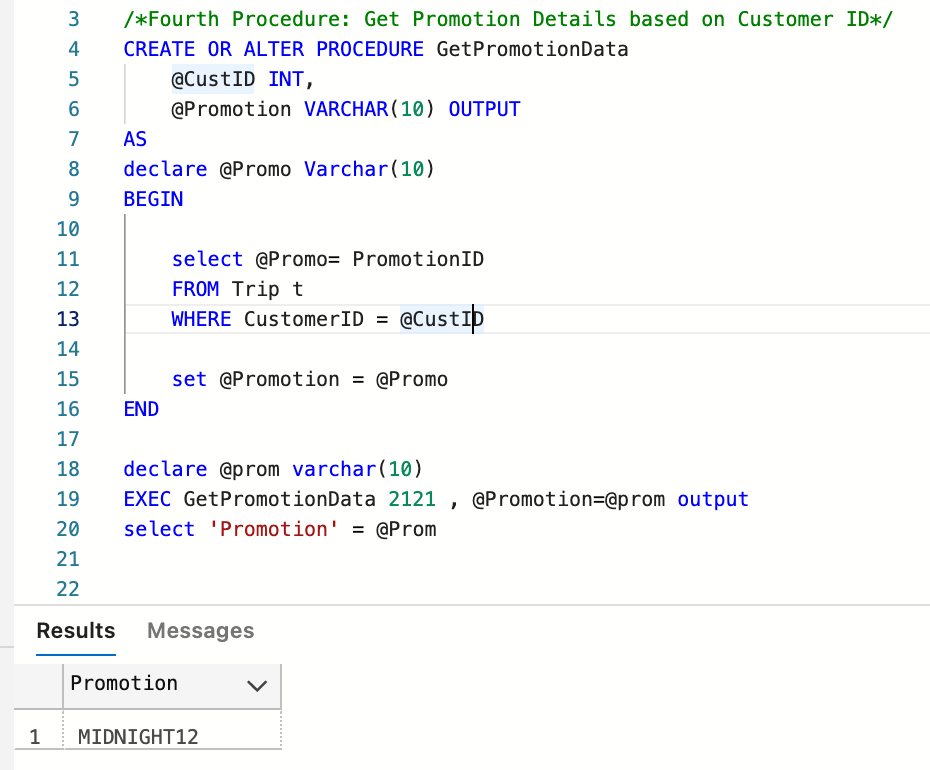 3 /*Fourth Procedure: Get Promotion Details based on Customer ID*/
4 CREATE OR ALTER PROCEDURE GetPromotionData
5 @CustID INT,
6 @Promotion VARCHAR(10) OUTPUT
7 AS
8 declare @Promo Varchar(10)
9 BEGIN
10
11 select @Promo= PromotionID
12 FROM Trip t
13 WHERE CustomerID = @CustID
14
15 set @Promotion = @Promo
16 END
17
18 declare @prom varchar(10)
19 EXEC GetPromotionData 2121 , @Promotion=@prom output
20 select 'Promotion' = @Prom
21
22
Results Messages
Promotion
1 MIDNIGHT12